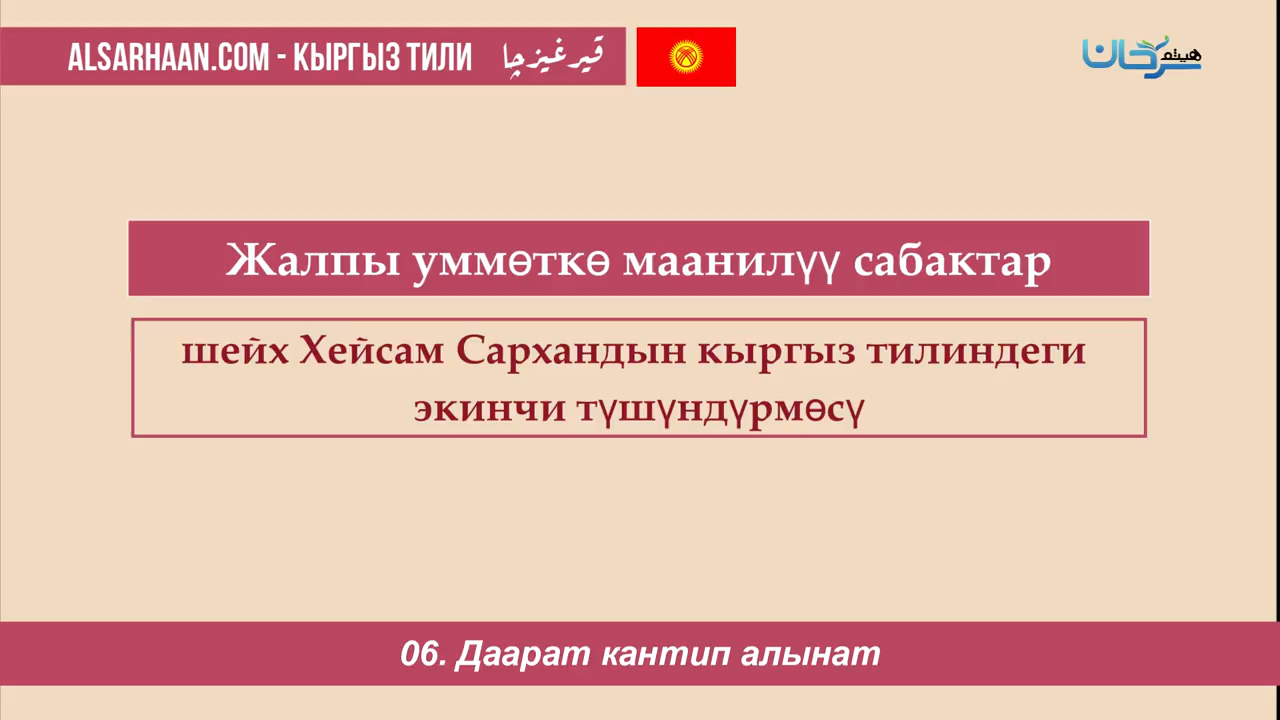 ALSARHAAN.COM - КЫРГЫЗ ТИЛИ قيرغيزچا
هيثم سرحان
Жалпы уммөткө маанилүү сабактар
шейх Хейсам Сархандын кыргыз тилиндеги
экинчи түшүндүрмөсү
06. Даарат кантип алынат